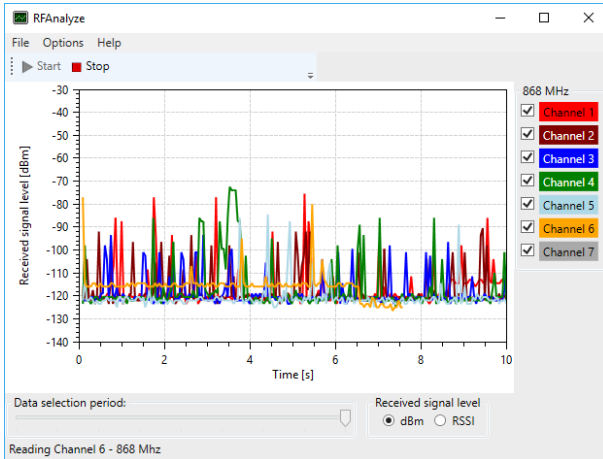 RFAnalyze
File Options Help
Start Stop
868 MHz
Channel 1
Channel 2
Channel 3
Channel 4
Channel 5
Channel 6
Channel 7
Received signal level [dBm]
-30
-40
-50
-60
-70
-80
-90
-100
-110
-120
-130
-140
0 2 4 6 8 10
Time [s]
Data selection period:
Received signal level
dBm RSSI
Reading Channel 6 - 868 Mhz